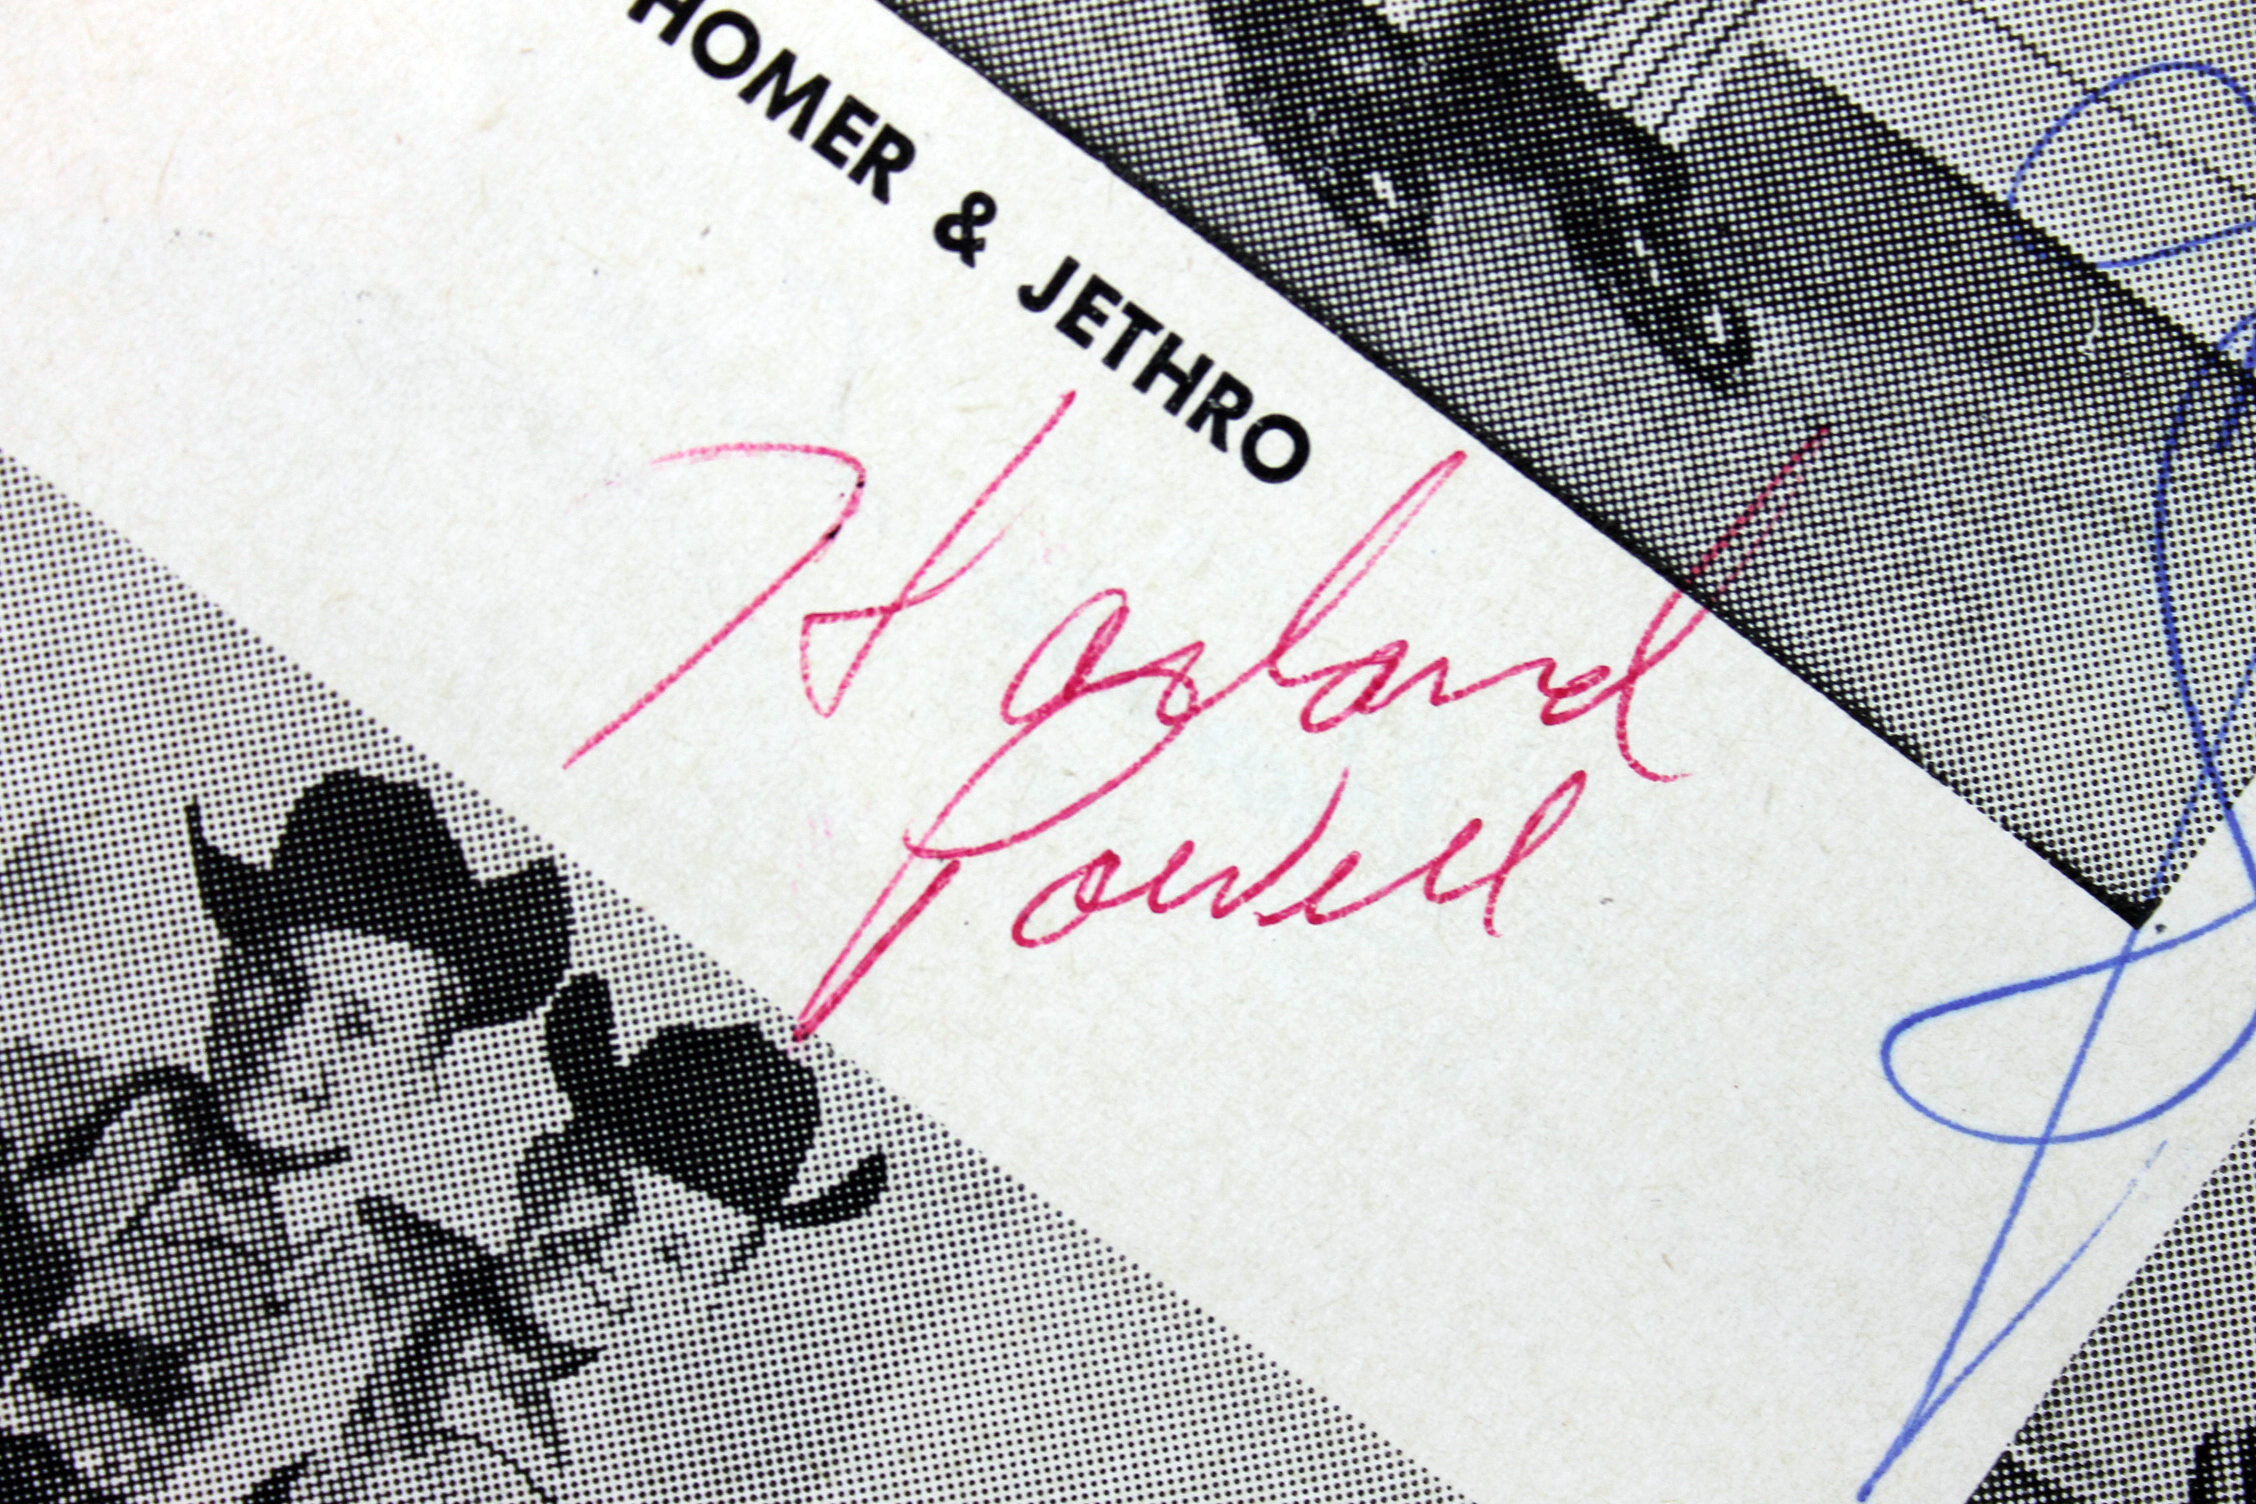 HOMER & JETHRO
Harland
Powell